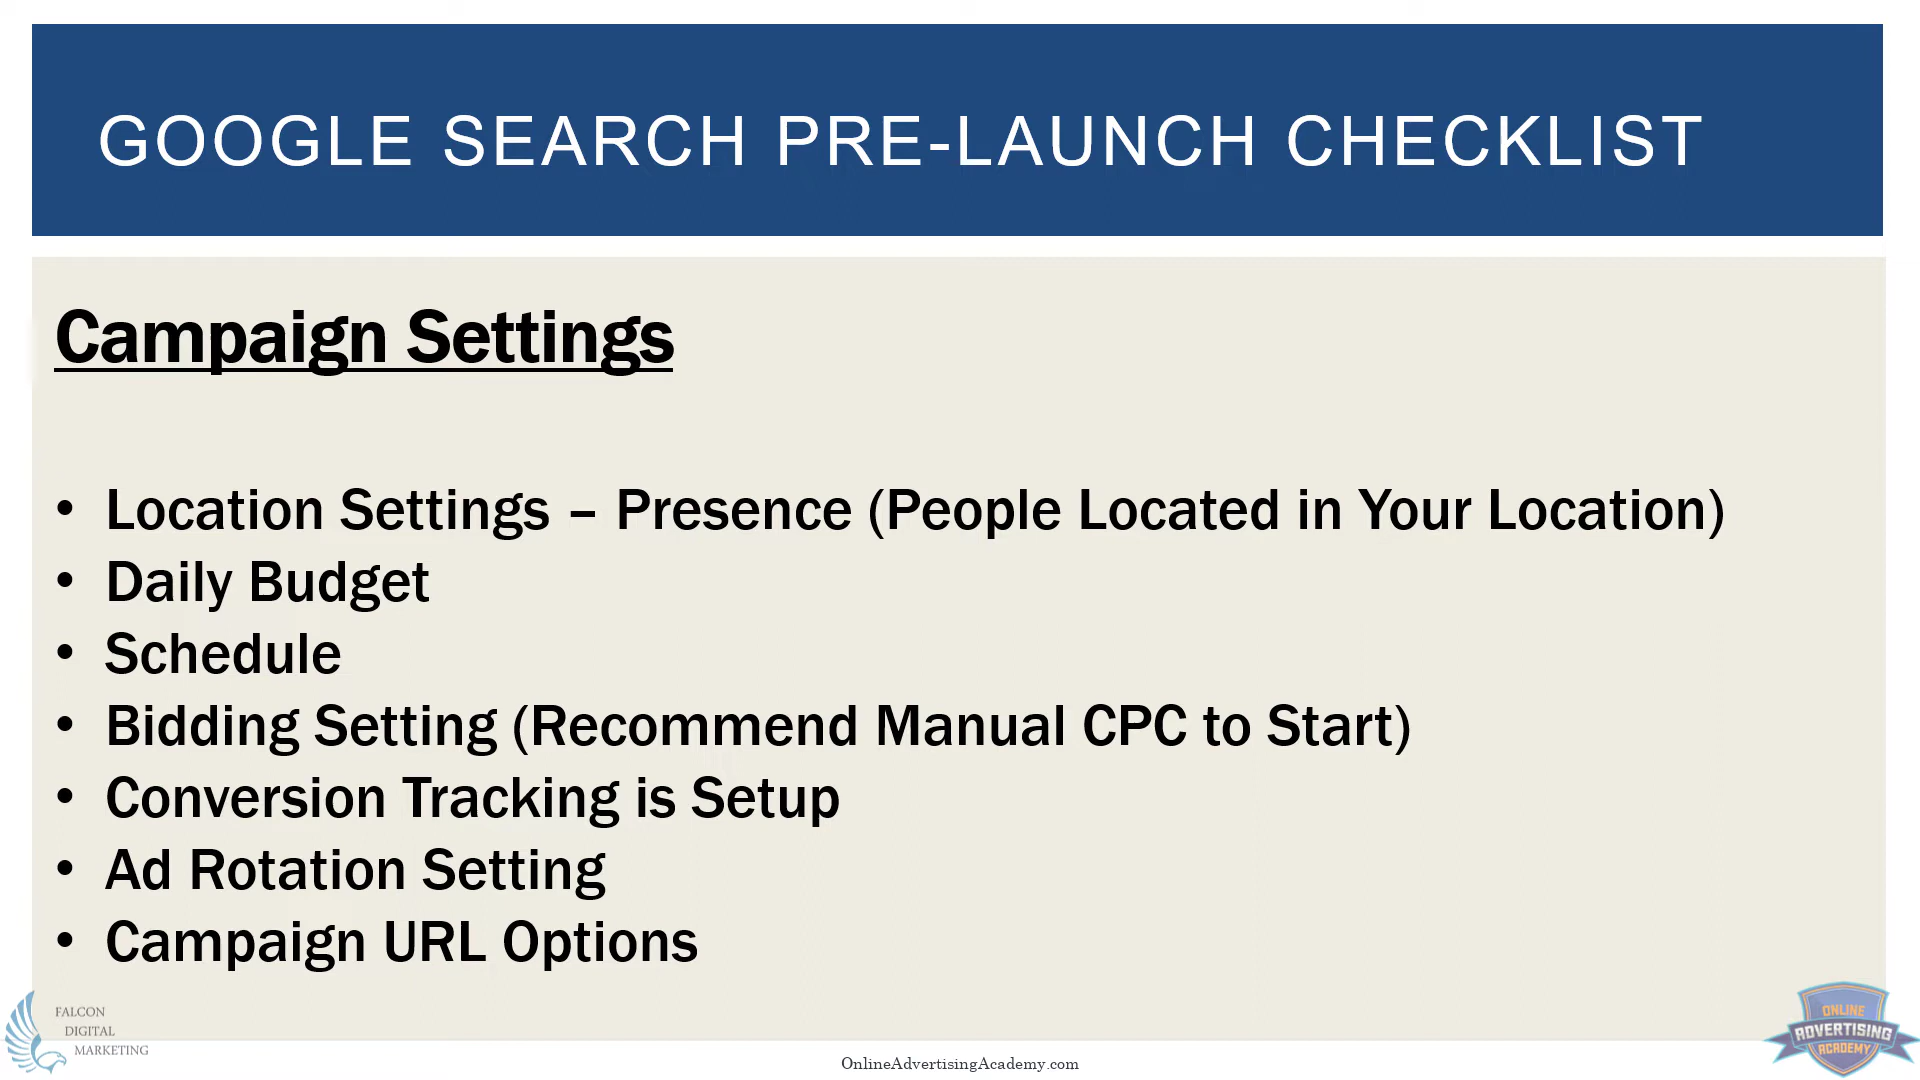 GOOGLE SEARCH PRE-LAUNCH CHECKLIST
Campaign Settings
• Location Settings – Presence (People Located in Your Location)
• Daily Budget
• Schedule
• Bidding Setting (Recommend Manual CPC to Start)
• Conversion Tracking is Setup
• Ad Rotation Setting
• Campaign URL Options
FALCON
DIGITAL
MARKETING
OnlineAdvertisingAcademy.com
ONLINE
ADVERTISING
ACADEMY